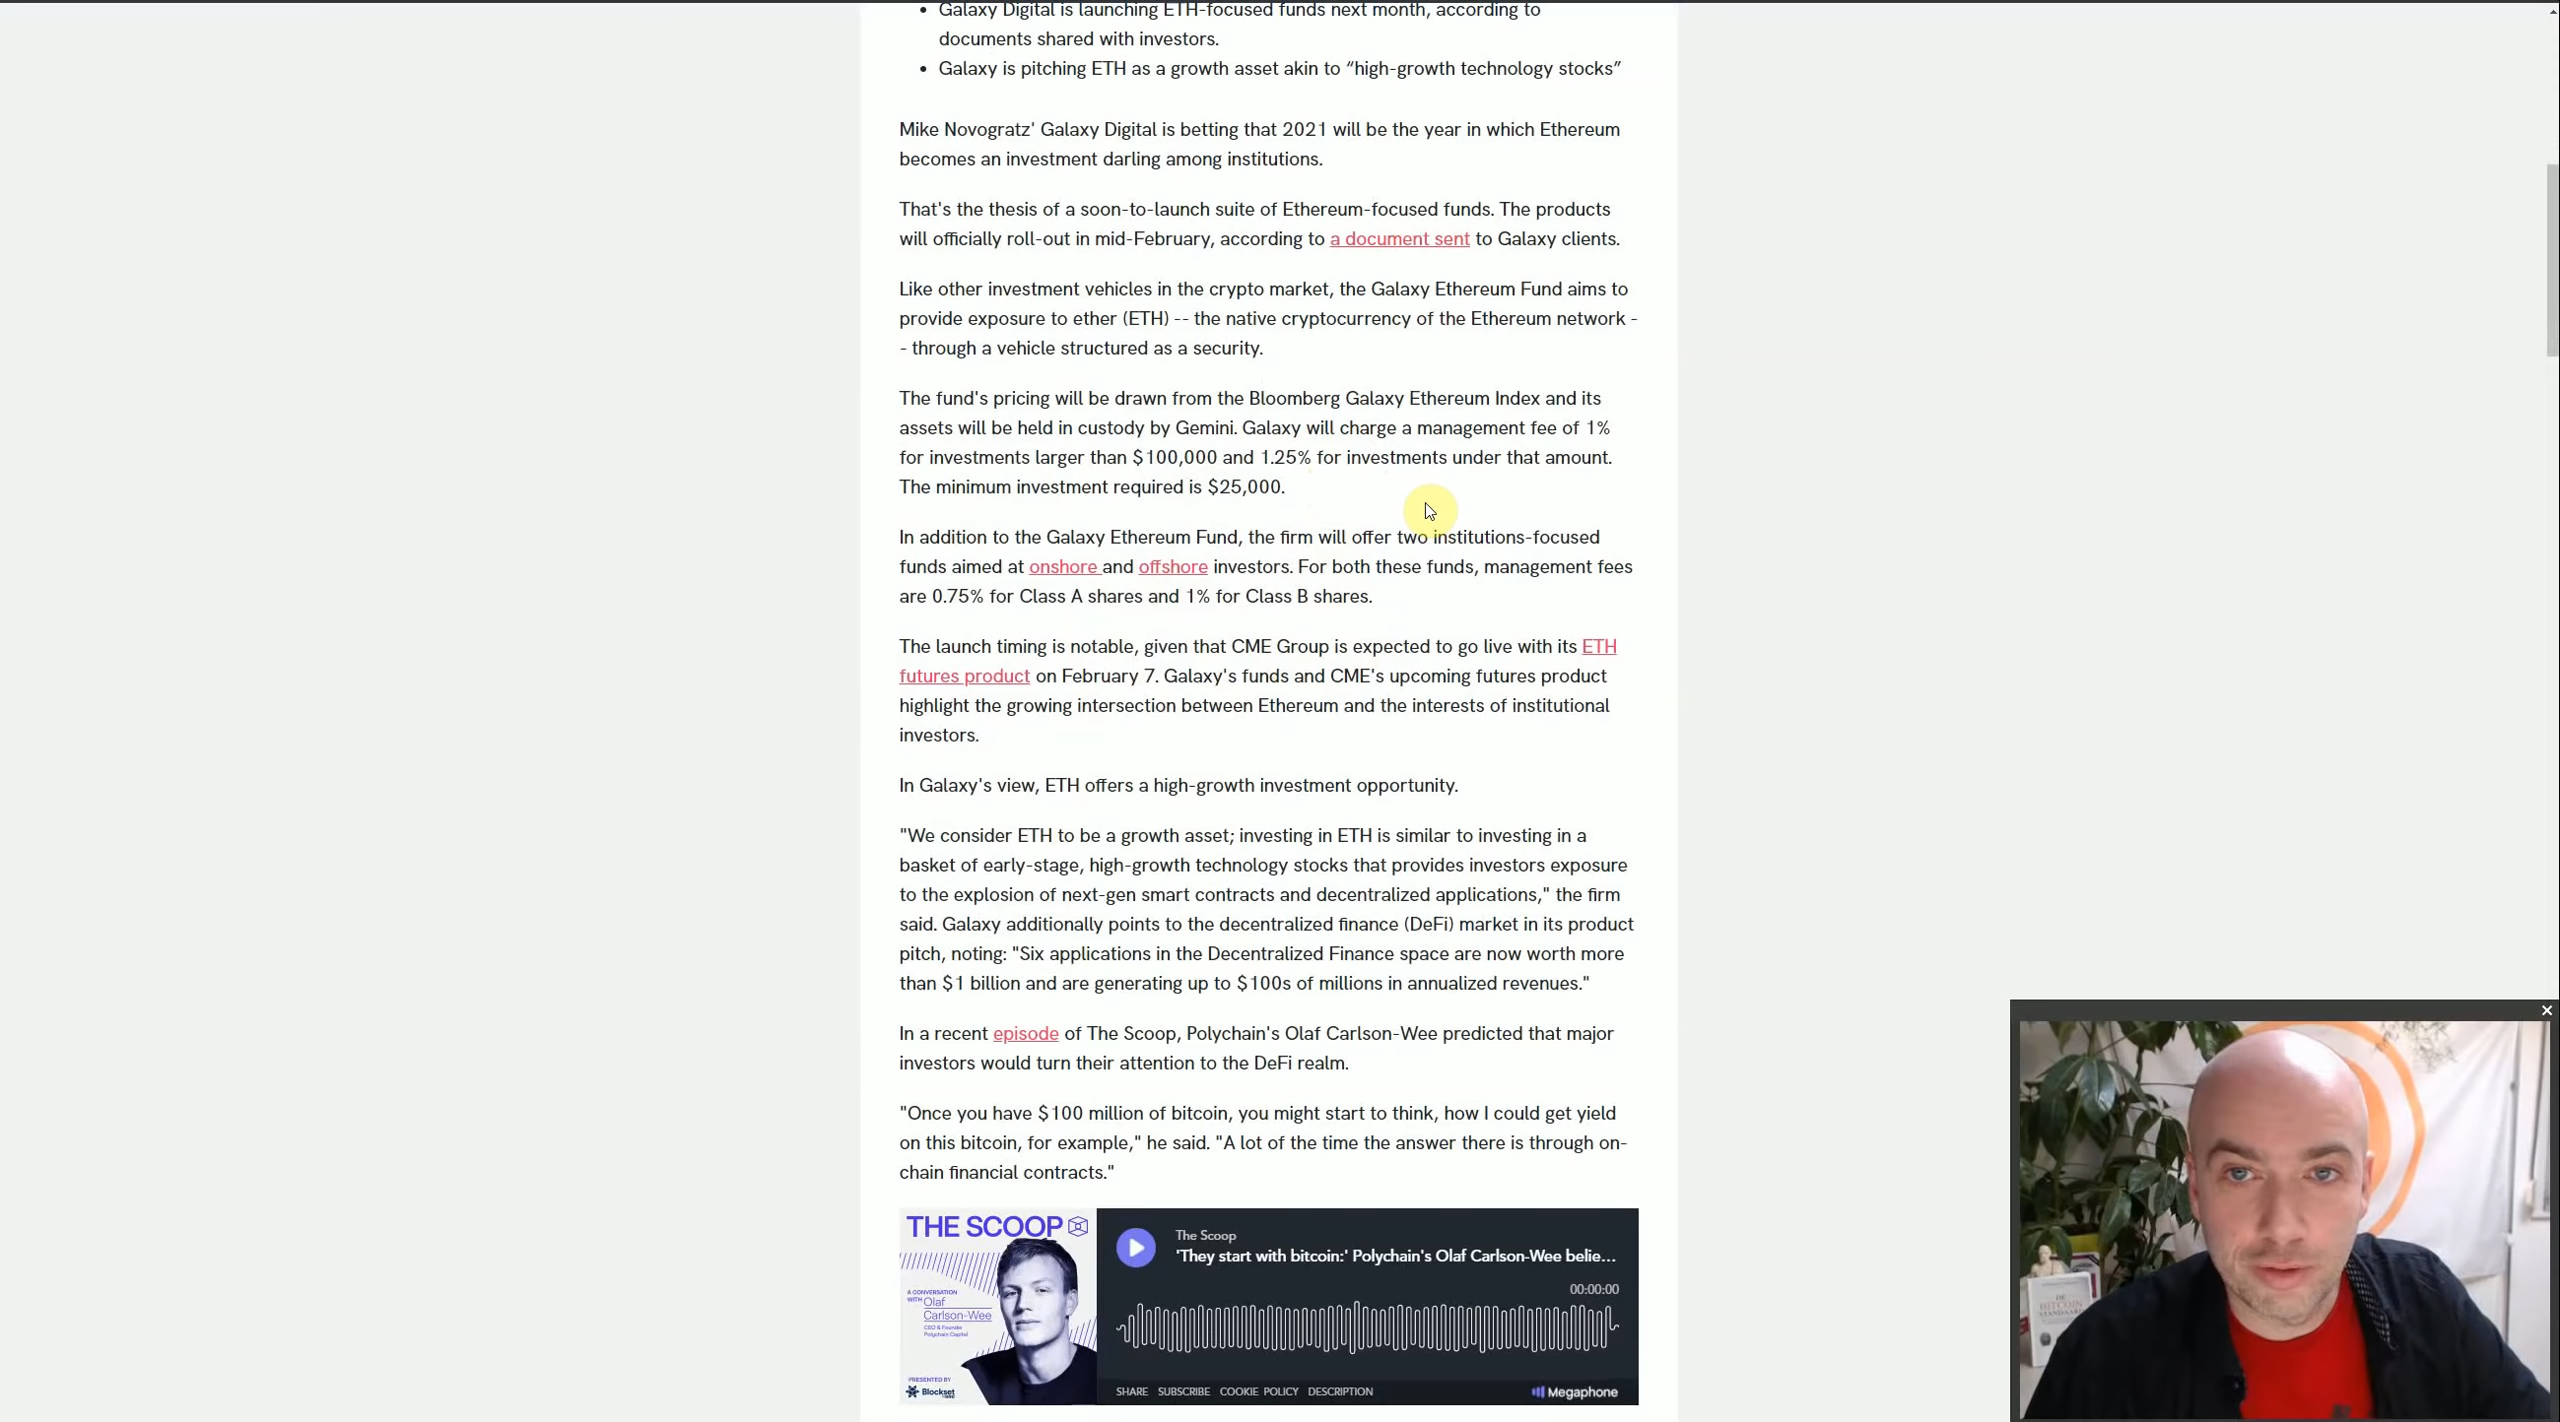 Galaxy Digital is launching ETH-focused funds next month, according to
documents shared with investors.
Galaxy is pitching ETH as a growth asset akin to “high-growth technology stocks”
Mike Novogratz' Galaxy Digital is betting that 2021 will be the year in which Ethereum
becomes an investment darling among institutions.
That's the thesis of a soon-to-launch suite of Ethereum-focused funds. The products
will officially roll-out in mid-February, according to a document sent to Galaxy clients.
Like other investment vehicles in the crypto market, the Galaxy Ethereum Fund aims to
provide exposure to ether (ETH) -- the native cryptocurrency of the Ethereum network -
- through a vehicle structured as a security.
The fund's pricing will be drawn from the Bloomberg Galaxy Ethereum Index and its
assets will be held in custody by Gemini. Galaxy will charge a management fee of 1%
for investments larger than $100,000 and 1.25% for investments under that amount.
The minimum investment required is $25,000.
In addition to the Galaxy Ethereum Fund, the firm will offer two institutions-focused
funds aimed at onshore and offshore investors. For both these funds, management fees
are 0.75% for Class A shares and 1% for Class B shares.
The launch timing is notable, given that CME Group is expected to go live with its ETH
futures product on February 7. Galaxy's funds and CME's upcoming futures product
highlight the growing intersection between Ethereum and the interests of institutional
investors.
In Galaxy's view, ETH offers a high-growth investment opportunity.
"We consider ETH to be a growth asset; investing in ETH is similar to investing in a
basket of early-stage, high-growth technology stocks that provides investors exposure
to the explosion of next-gen smart contracts and decentralized applications," the firm
said. Galaxy additionally points to the decentralized finance (DeFi) market in its product
pitch, noting: "Six applications in the Decentralized Finance space are now worth more
than $1 billion and are generating up to $100s of millions in annualized revenues."
In a recent episode of The Scoop, Polychain's Olaf Carlson-Wee predicted that major
investors would turn their attention to the DeFi realm.
"Once you have $100 million of bitcoin, you might start to think, how I could get yield
on this bitcoin, for example," he said. "A lot of the time the answer there is through on-
chain financial contracts."
THE SCOOP
A CONVERSATION
WITH Olaf
Carlson-Wee
CEO & Founder
Polychain Capital
PRESENTED BY
Blockset
The Scoop
'They start with bitcoin:' Polychain's Olaf Carlson-Wee belie...
00:00:00
SHARE SUBSCRIBE COOKIE POLICY DESCRIPTION
Megaphone
DE
BITCOIN
STANDAARD